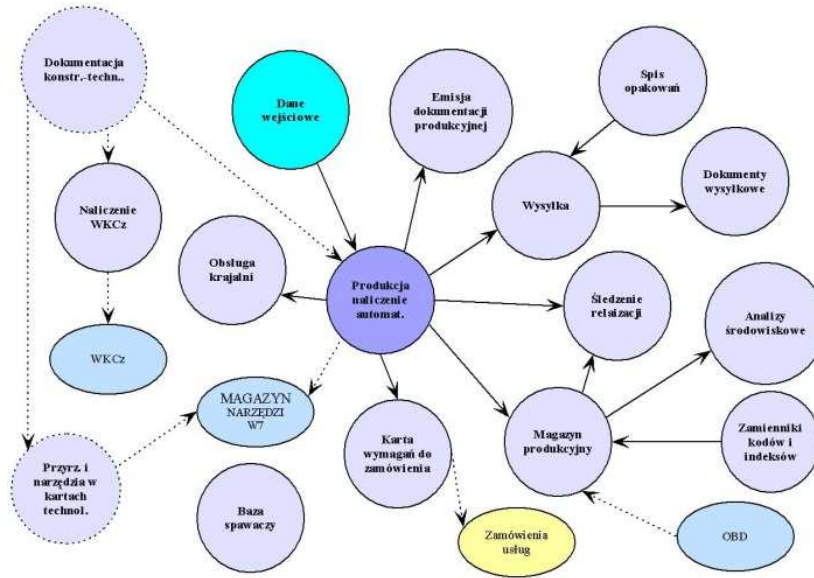 Dokumentacja
konstr.-techn..
Dane
wejściowe
Emisja
dokumentacji
produkcyjnej
Spis
opakowań
Naliczenie
WKCz
Wysyłka
Dokumenty
wysyłkowe
Obsługa
krajalni
Produkcja
naliczenie
automat.
Śledzenie
relaizacji
Analizy
środowiskowe
WKCz
MAGAZYN
NARZĘDZI
W7
Karta
wymagań do
zamówienia
Magazyn
produkcyjny
Zamienniki
kodów i
indeksów
Przyrz. i
narzędzia w
kartach
technol.
Baza
spawaczy
Zamówienia
usług
OBD